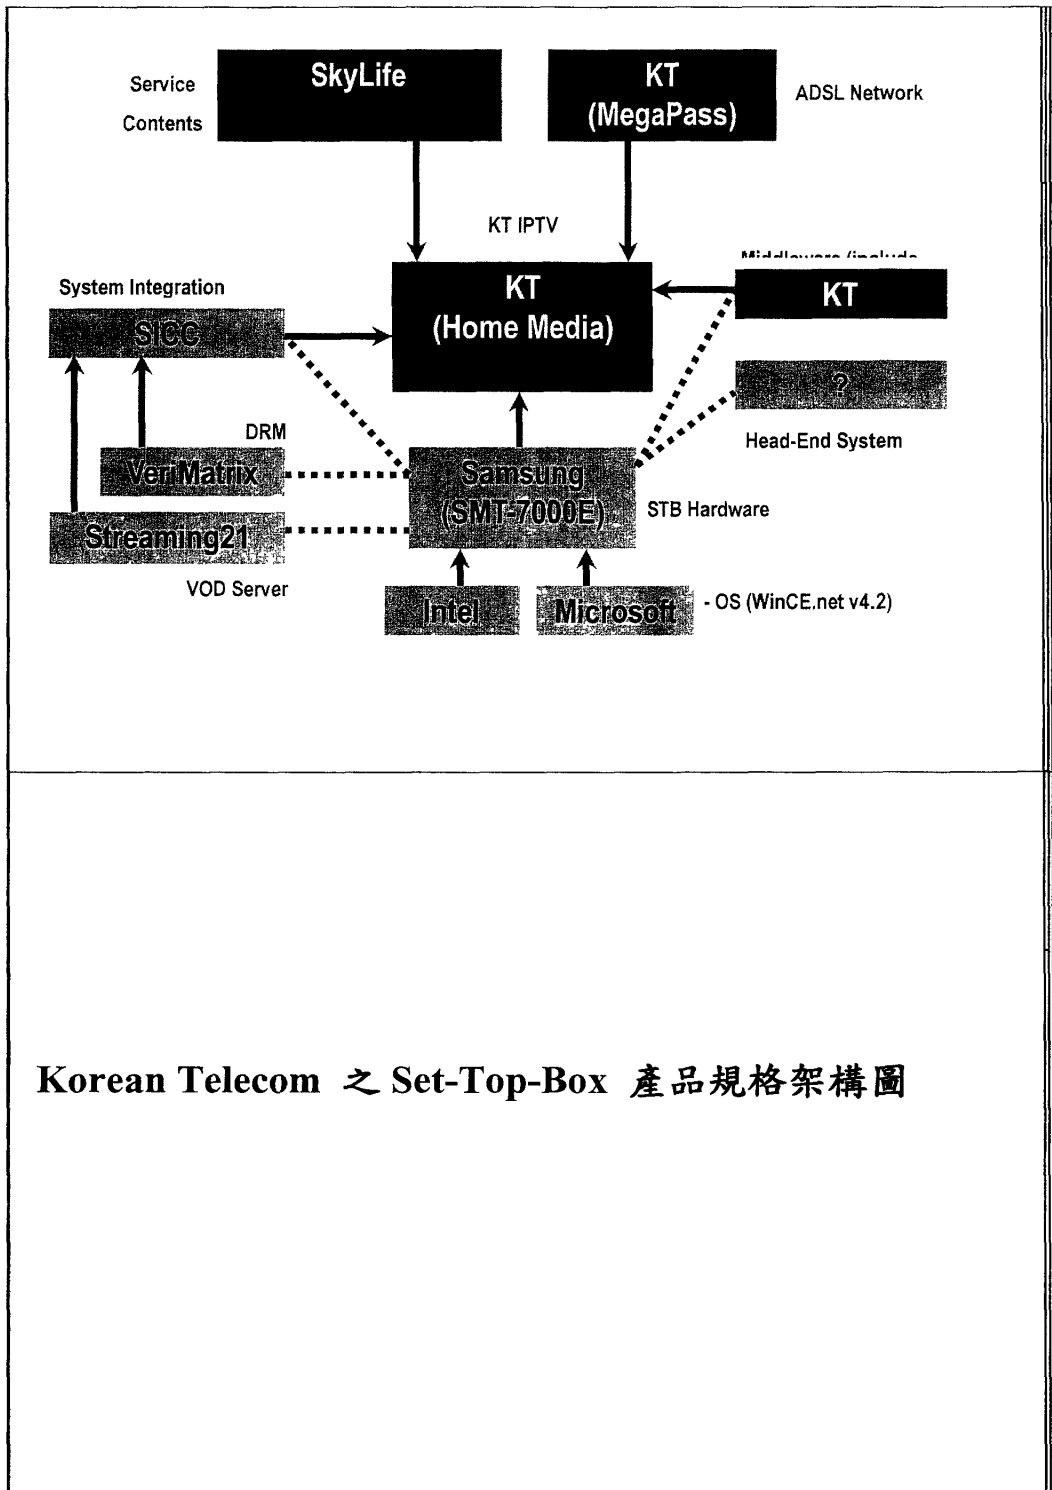 SkyLife
KT
(MegaPass)
Service
Contents
ADSL Network
KT IPTV
Middleware (include
KT
(Home Media)
KT
System Integration
SICC
?
Head-End System
DRM
VeriMatrix
Samsung
(SMT-7000E)
STB Hardware
Streaming21
VOD Server
Intel
Microsoft
- OS (WinCE.net v4.2)
Korean Telecom 之 Set-Top-Box 產品規格架構圖